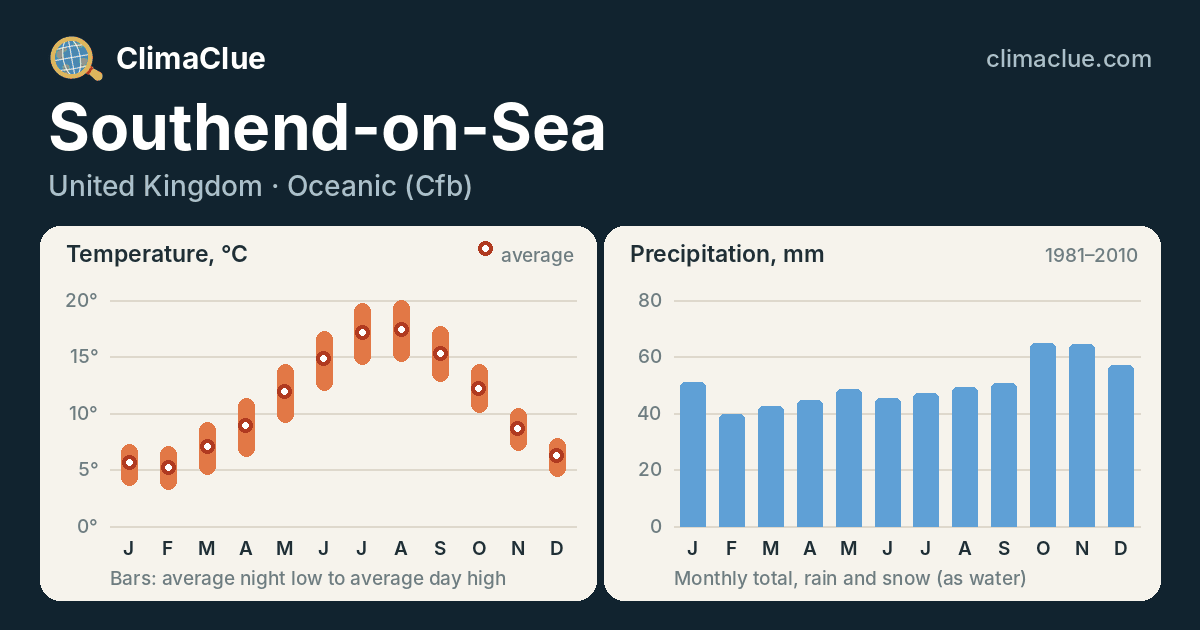 ClimaClue
climaclue.com
Southend-on-Sea
United Kingdom · Oceanic (Cfb)
Temperature, °C
average
20°
15°
10°
5°
0°
J F M A M J J A S O N D
Bars: average night low to average day high
Precipitation, mm
1981–2010
80
60
40
20
0
J F M A M J J A S O N D
Monthly total, rain and snow (as water)